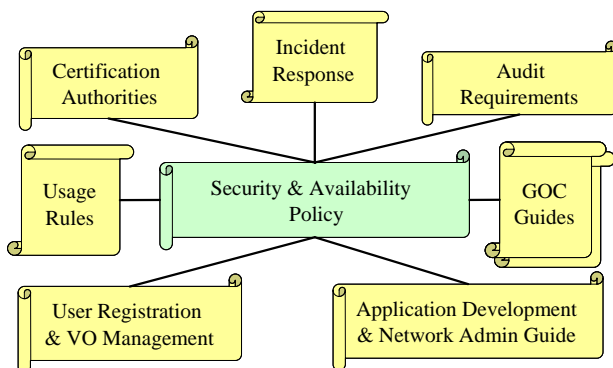 Certification
Authorities
Incident
Response
Audit
Requirements
Usage
Rules
Security & Availability
Policy
GOC
Guides
User Registration
& VO Management
Application Development
& Network Admin Guide